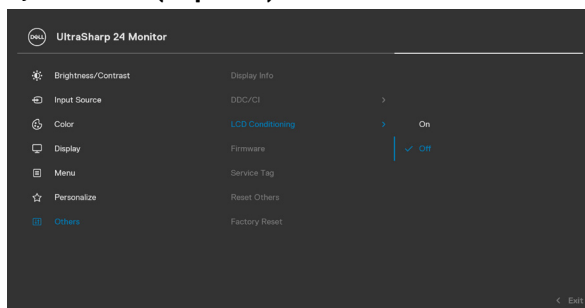 DELL UltraSharp 24 Monitor
Brightness/Contrast
Display Info
Input Source
DDC/CI
Color
LCD Conditioning
On
Display
Firmware
Off
Menu
Service Tag
Personalize
Reset Others
Others
Factory Reset
Exit